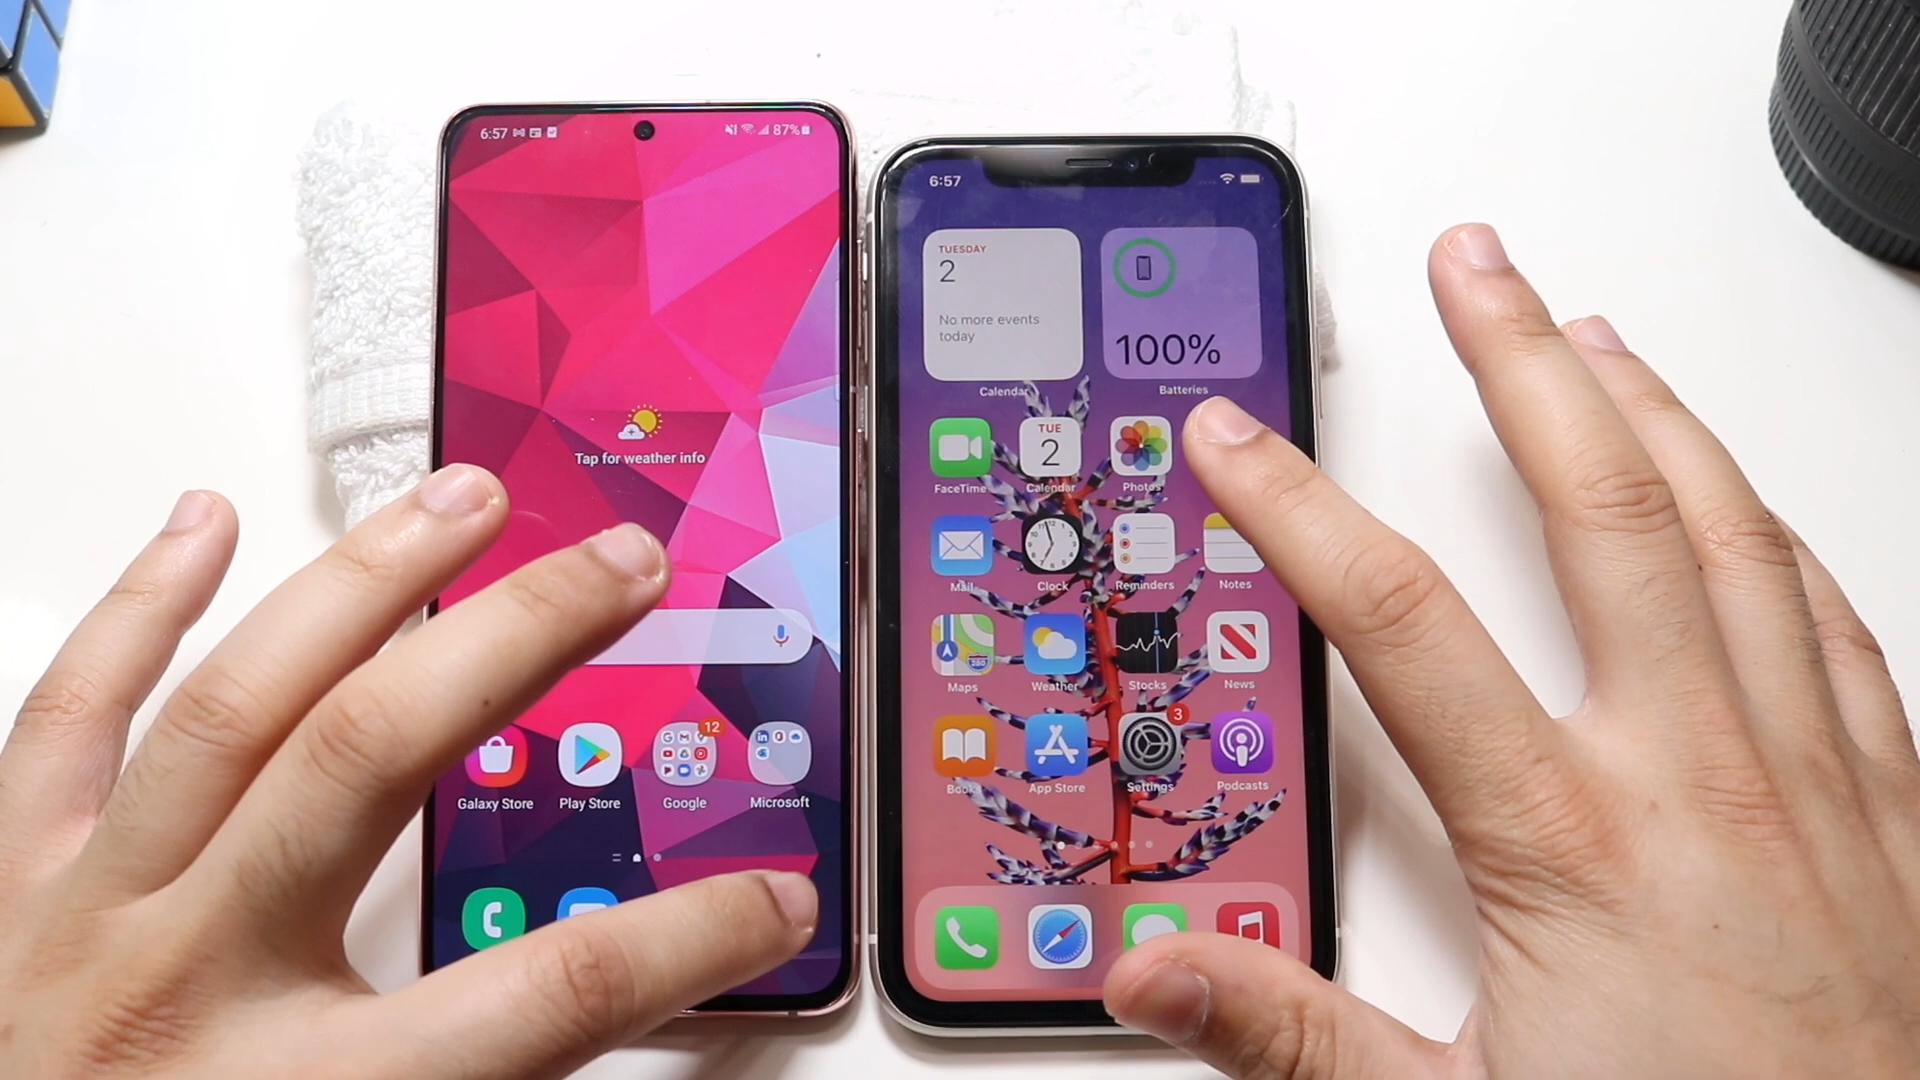 6:57
87%
Tap for weather info
12
Galaxy Store
Play Store
Google
Microsoft
6:57
TUESDAY
2
No more events
today
Calendar
100%
Batteries
TUE
2
FaceTime
Calendar
Photos
Mail
Clock
Reminders
Notes
280
Maps
Weather
Stocks
News
3
Books
App Store
Settings
Podcasts